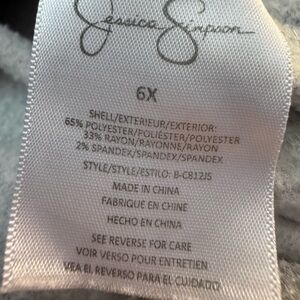 Jessica Simpson
6X
SHELL/EXTERIEUR/EXTERIOR:
65% POLYESTER/POLIÉSTER/POLYESTER
33% RAYON/RAYONNE/RAYON
2% SPANDEX/SPANDEX/SPANDEX
STYLE/STYLE/ESTILO: B-C812JS
MADE IN CHINA
FABRIQUE EN CHINE
HECHO EN CHINA
SEE REVERSE FOR CARE
VOIR VERSO POUR ENTRETIEN
VEA EL REVERSO PARA EL CUIDADO